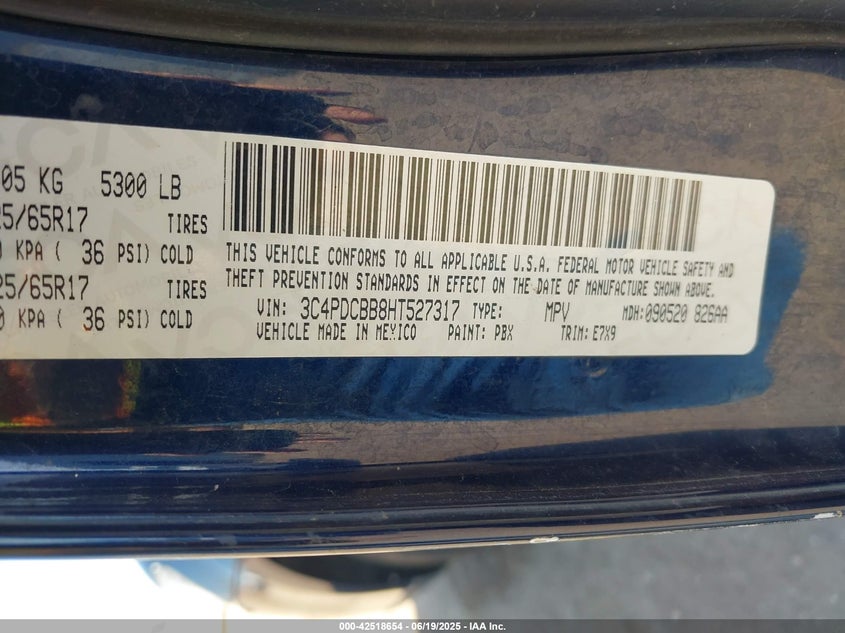 05 KG 5300 LB
25/65R17 TIRES
0 KPA ( 36 PSI) COLD
25/65R17 TIRES
0 KPA ( 36 PSI) COLD
THIS VEHICLE CONFORMS TO ALL APPLICABLE U.S.A. FEDERAL MOTOR VEHICLE SAFETY AND
THEFT PREVENTION STANDARDS IN EFFECT ON THE DATE OF MANUFACTURE SHOWN ABOVE.
VIN: 3C4PDCBB8HT527317 TYPE: MPV MDH:090520 826AA
VEHICLE MADE IN MEXICO PAINT: PBX TRIM: E7X9
000-42518654 - 06/19/2025 - IAA Inc.